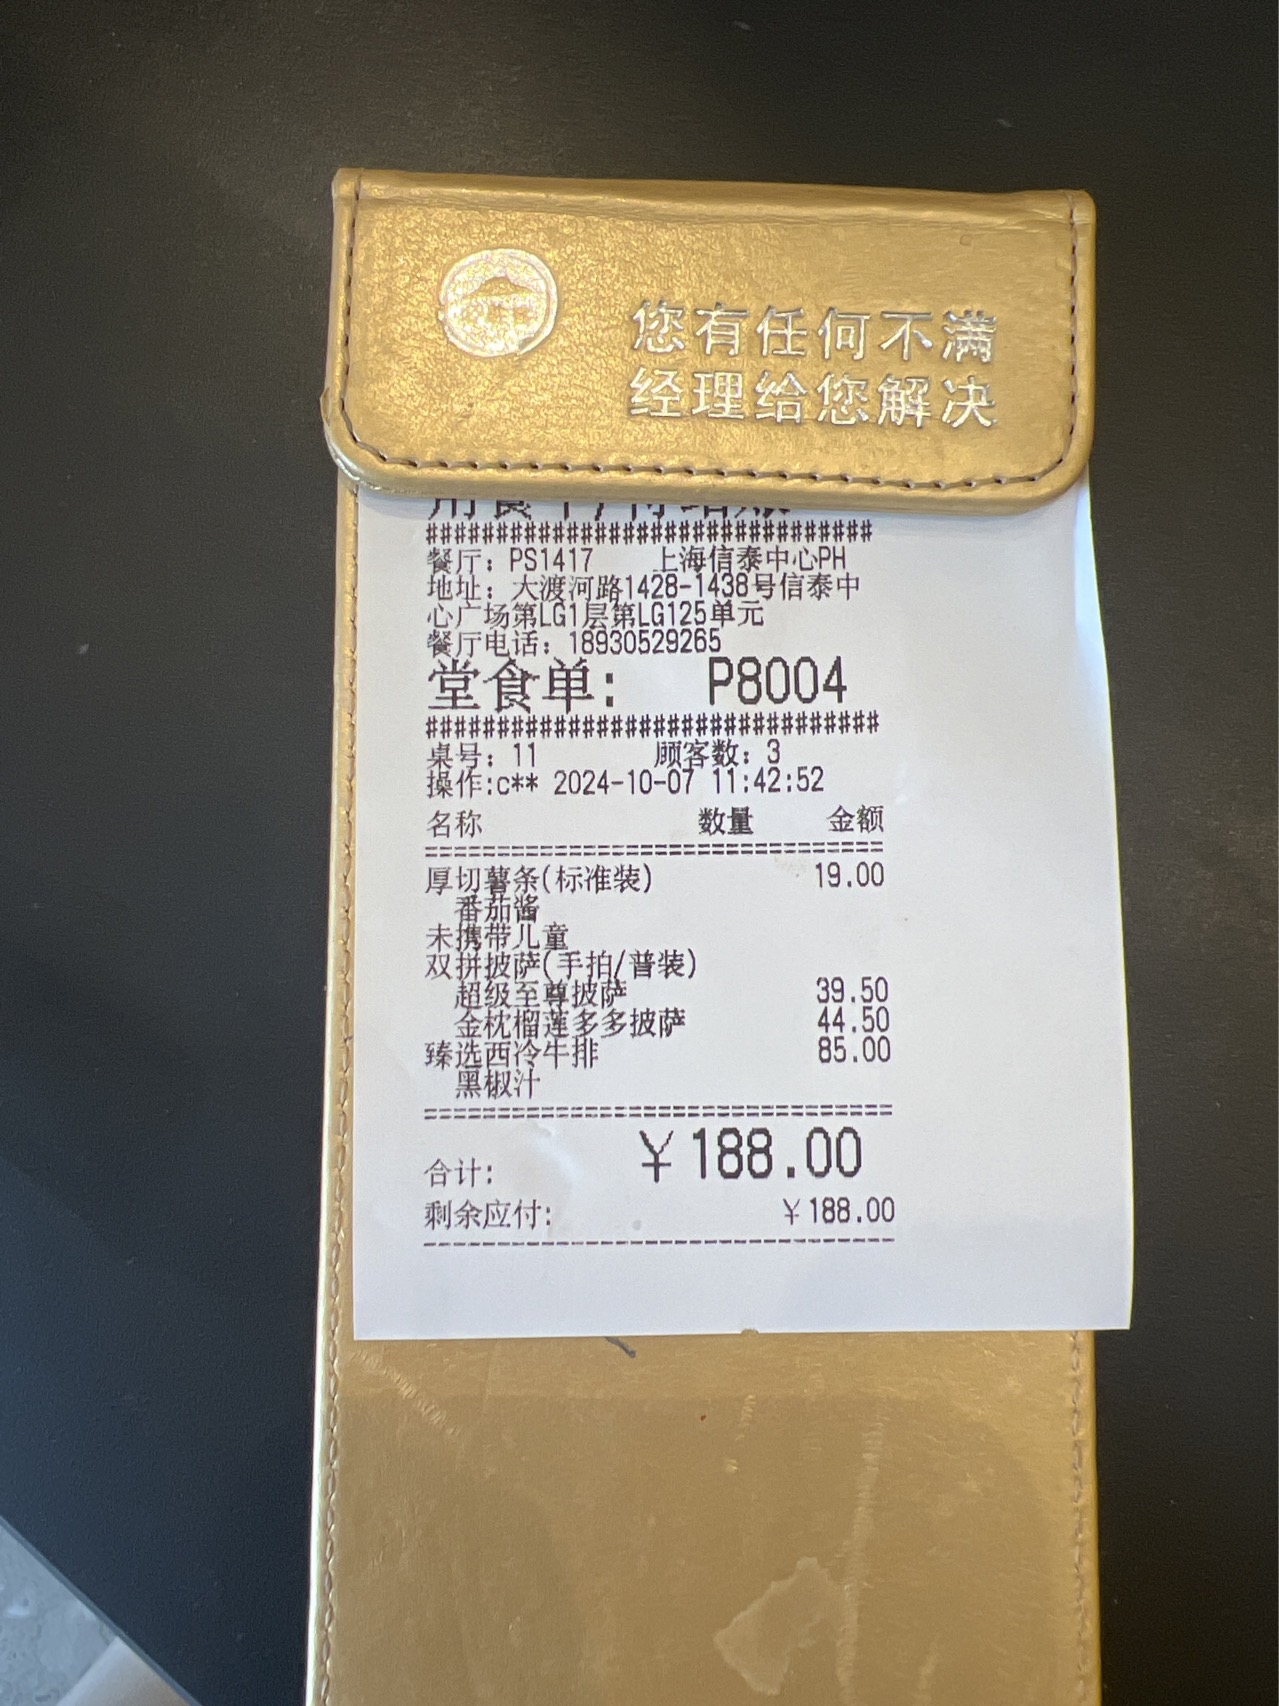 您有任何不满
经理给您解决
##############################
餐厅: PS1417 上海信泰中心PH
地址: 大渡河路1428-1438号信泰中
心广场第LG1层第LG125单元
餐厅电话: 18930529265
堂食单: P8004
##############################
桌号: 11 顾客数: 3
操作:c** 2024-10-07 11:42:52
名称 数量 金额
=================================
厚切薯条(标准装) 19.00
番茄酱
未携带儿童
双拼披萨(手拍/普装)
超级至尊披萨 39.50
金枕榴莲多多披萨 44.50
臻选西冷牛排 85.00
黑椒汁
=================================
合计: ￥188.00
剩余应付: ￥188.00
---------------------------------